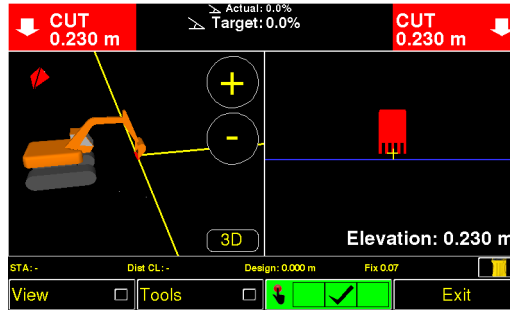 Actual: 0.0%
Target: 0.0%
CUT
0.230 m
CUT
0.230 m
+
-
3D
Elevation: 0.230 m
STA: -
Dist CL: -
Design: 0.000 m
Fix 0.07
View
Tools
Exit